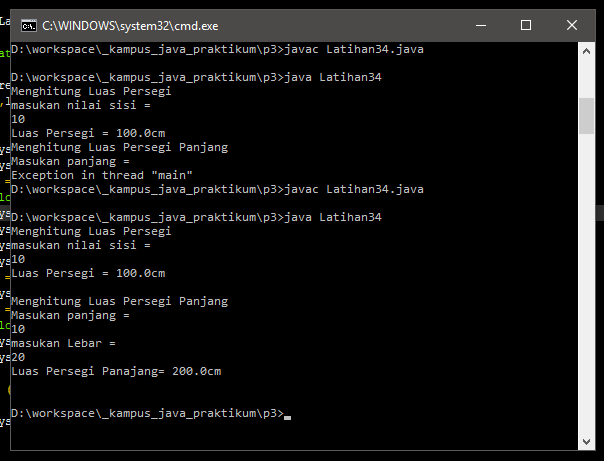 C:\WINDOWS\system32\cmd.exe
D:\workspace\_kampus_java_praktikum\p3>javac Latihan34.java
D:\workspace\_kampus_java_praktikum\p3>java Latihan34
Menghitung Luas Persegi
masukan nilai sisi =
10
Luas Persegi = 100.0cm
Menghitung Luas Persegi Panjang
Masukan panjang =
Exception in thread "main"
D:\workspace\_kampus_java_praktikum\p3>javac Latihan34.java
D:\workspace\_kampus_java_praktikum\p3>java Latihan34
Menghitung Luas Persegi
masukan nilai sisi =
10
Luas Persegi = 100.0cm
Menghitung Luas Persegi Panjang
Masukan panjang =
10
masukan Lebar =
20
Luas Persegi Panajang= 200.0cm
D:\workspace\_kampus_java_praktikum\p3>